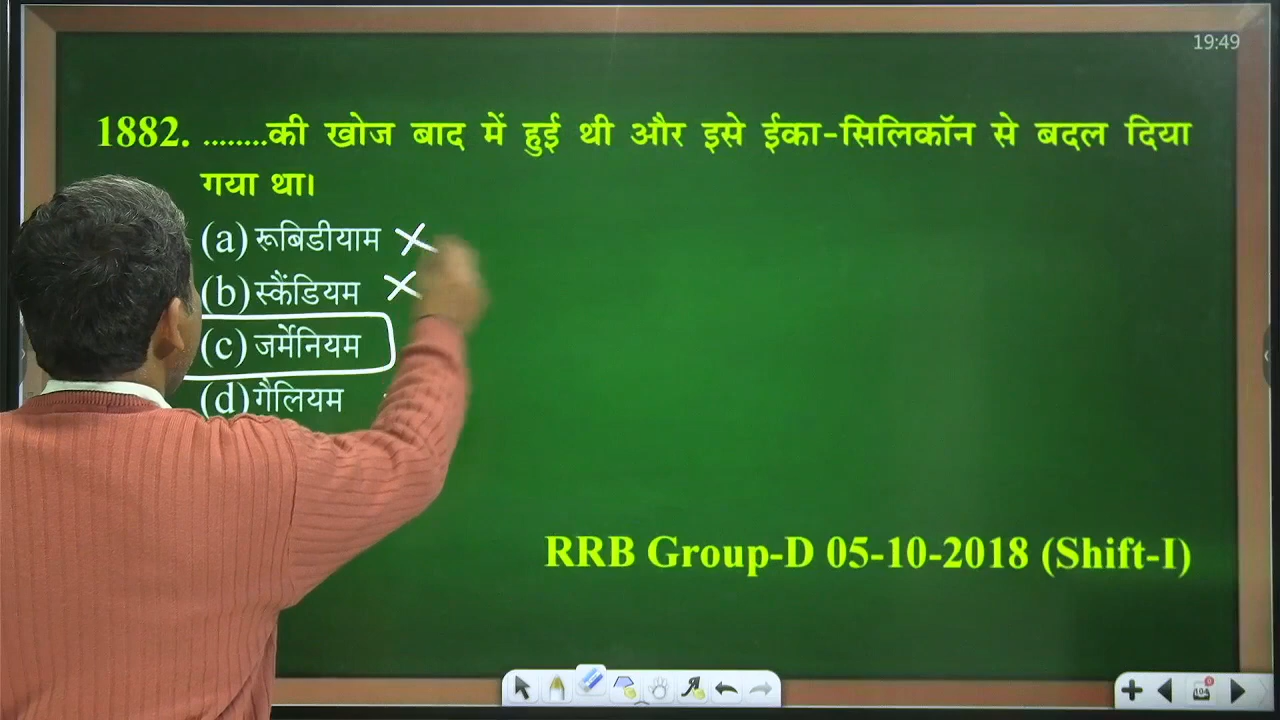 19:49
1882. ........की खोज बाद में हुई थी और इसे ईका-सिलिकॉन से बदल दिया
गया था।
(a) रूबिडीयाम
(b) स्कैंडियम
(c) जर्मेनियम
(d) गैलियम
RRB Group-D 05-10-2018 (Shift-I)